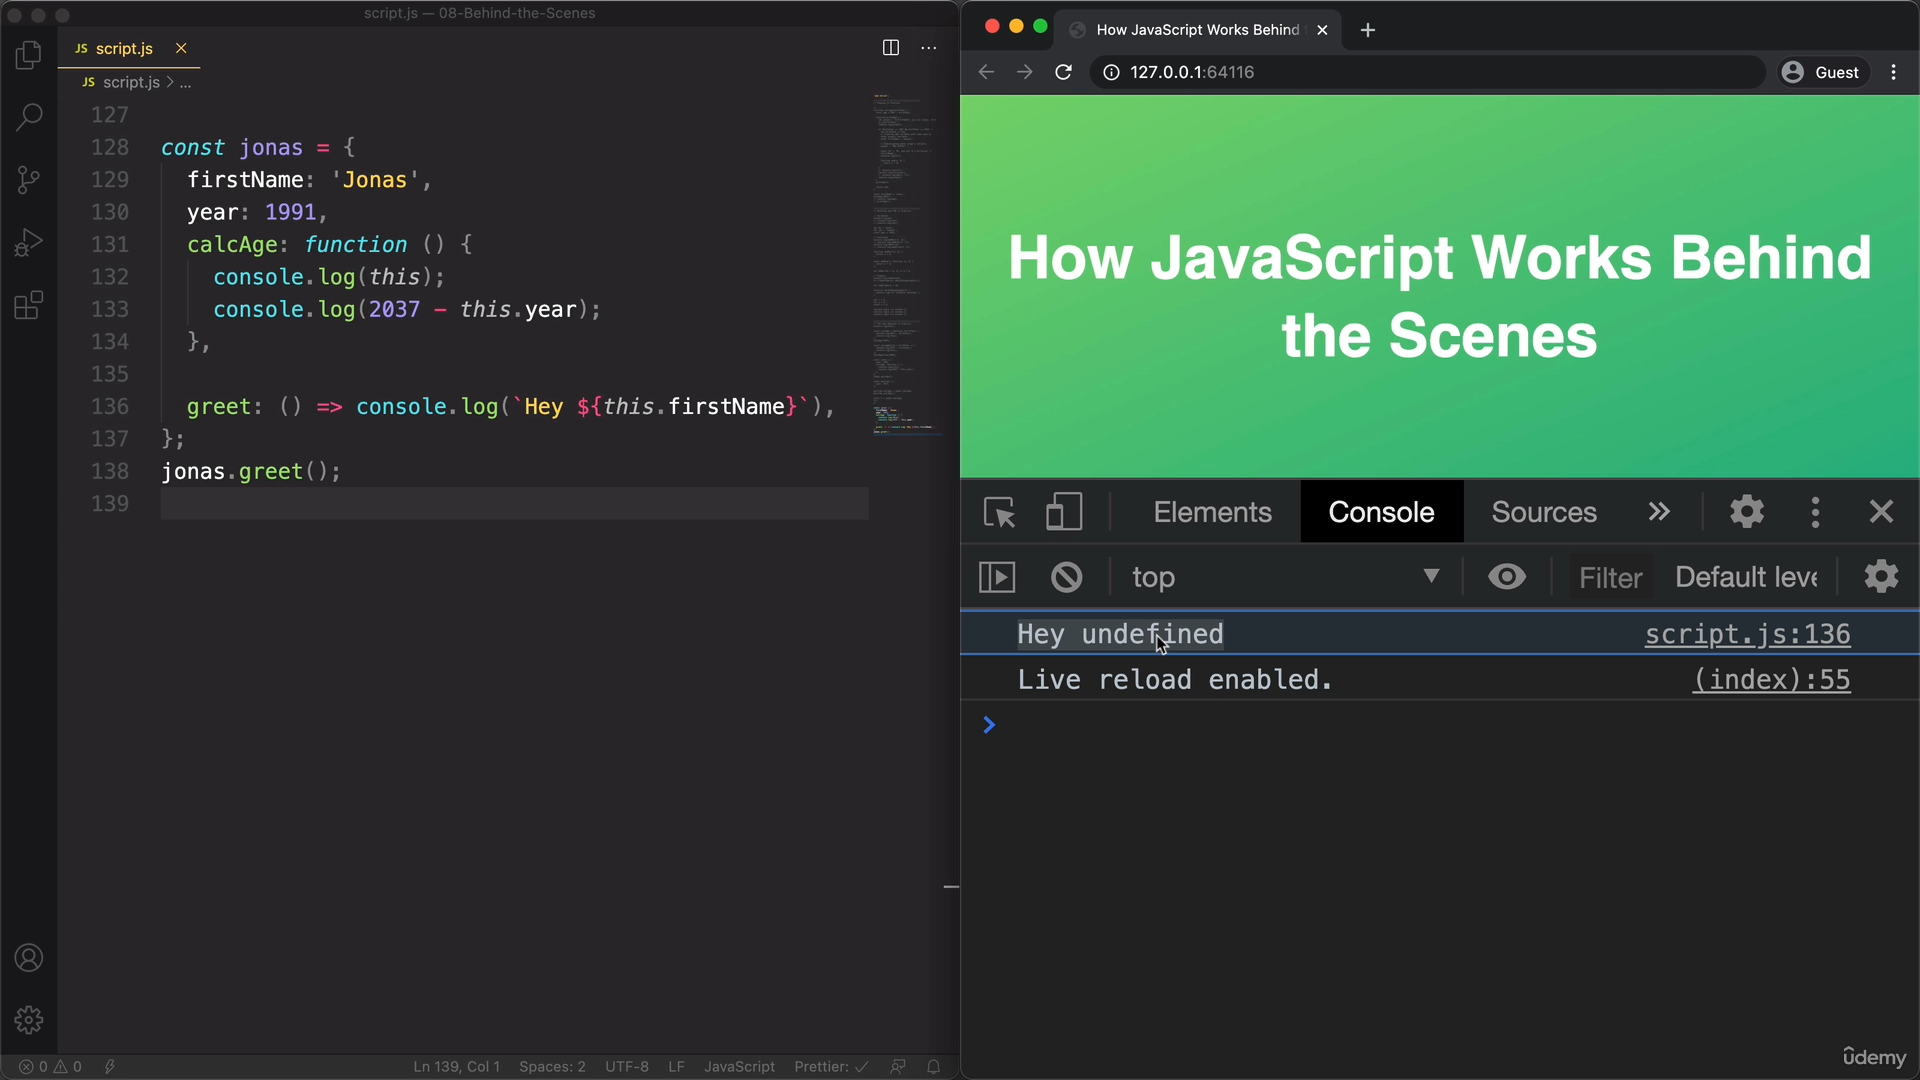 script.js — 08-Behind-the-Scenes
JS script.js
JS script.js > ...
127
128 const jonas = {
129 firstName: 'Jonas',
130 year: 1991,
131 calcAge: function () {
132 console.log(this);
133 console.log(2037 - this.year);
134 },
135
136 greet: () => console.log(`Hey ${this.firstName}`),
137 };
138 jonas.greet();
139
0 0 Ln 139, Col 1 Spaces: 2 UTF-8 LF JavaScript Prettier: ✓
How JavaScript Works Behind
127.0.0.1:64116 Guest
How JavaScript Works Behind
the Scenes
Elements Console Sources
top Filter Default leve
Hey undefined script.js:136
Live reload enabled. (index):55
ûdemy